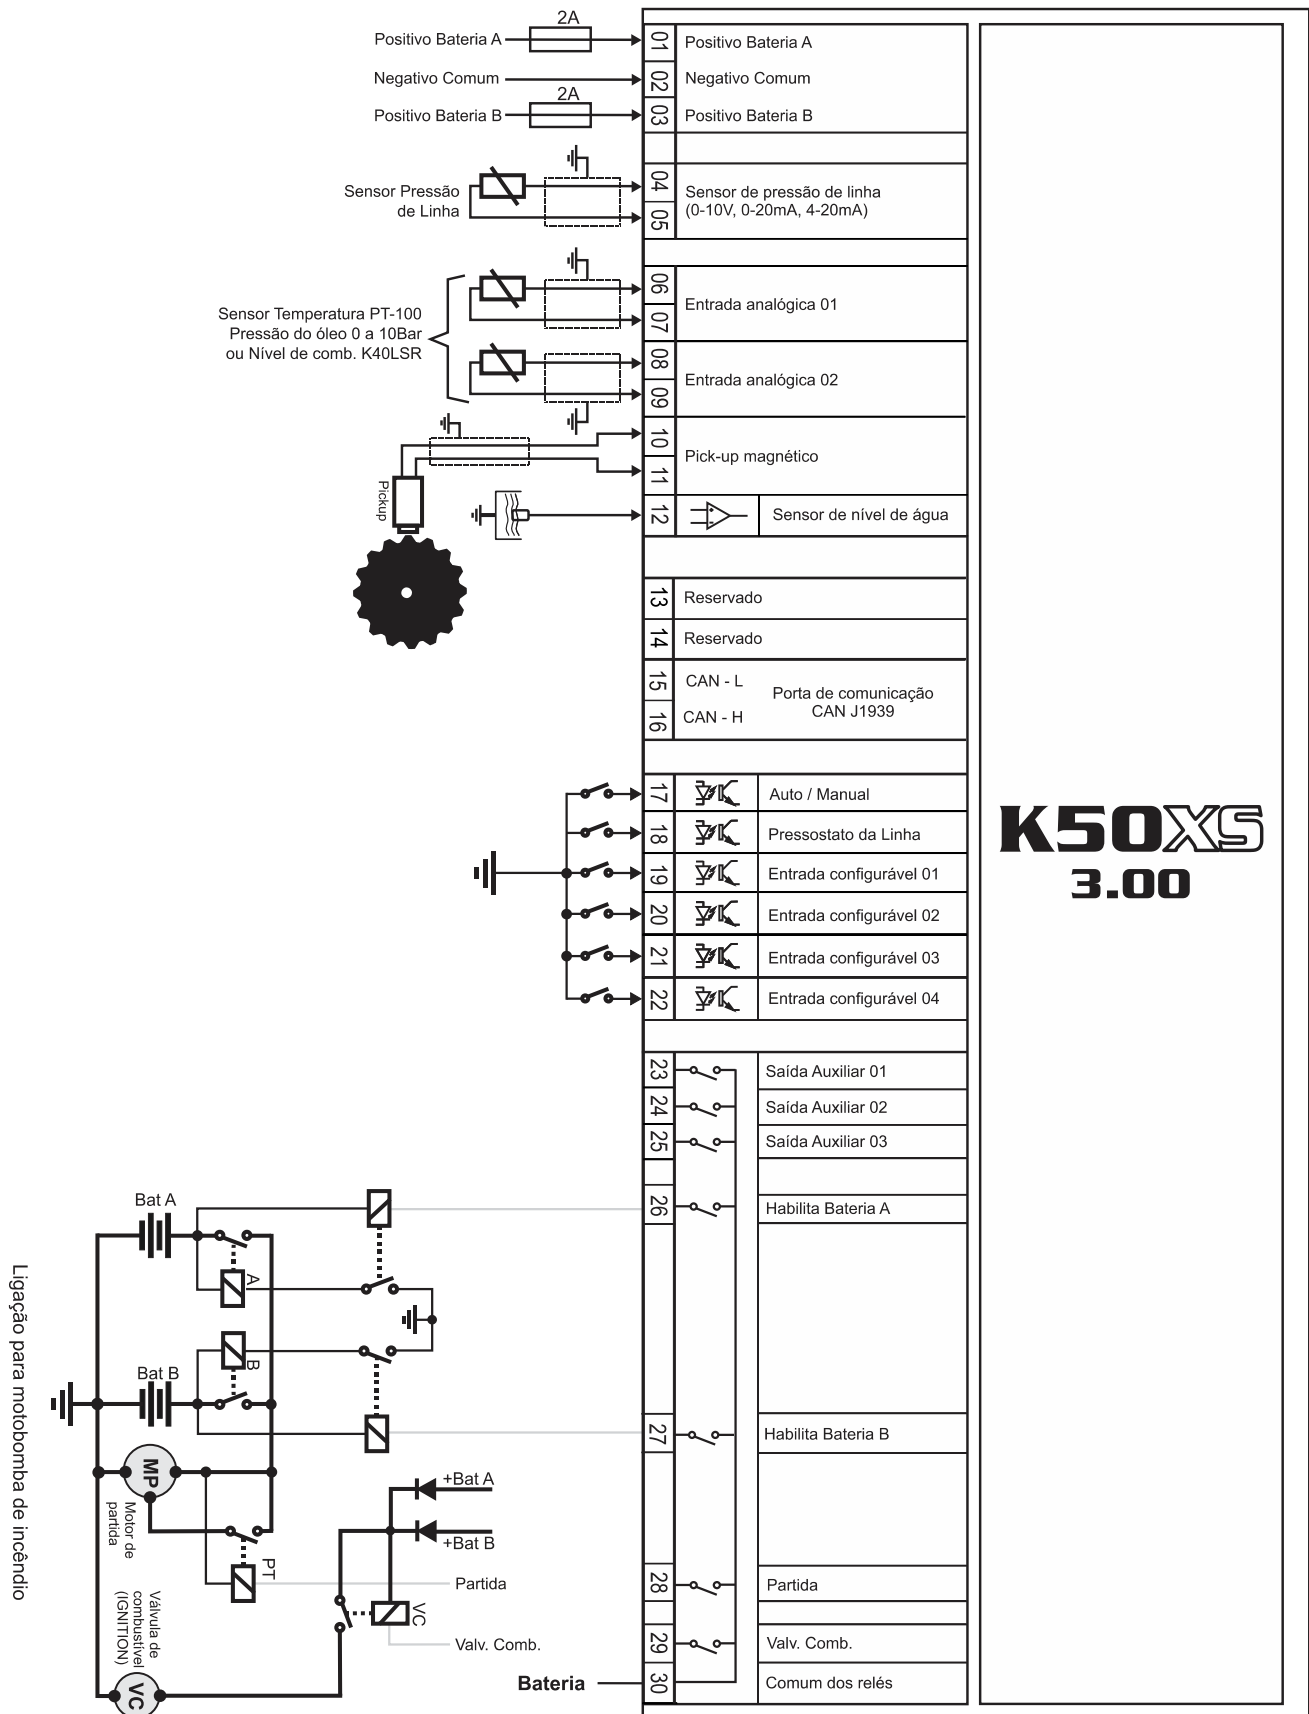 2A
Positivo Bateria A
01
Positivo Bateria A
Negativo Comum
02
Negativo Comum
2A
Positivo Bateria B
03
Positivo Bateria B
Sensor Pressão
de Linha
04
05
Sensor de pressão de linha
(0-10V, 0-20mA, 4-20mA)
Sensor Temperatura PT-100
Pressão do óleo 0 a 10Bar
ou Nível de comb. K40LSR
06
07
Entrada analógica 01
08
09
Entrada analógica 02
10
11
Pick-up magnético
Pickup
12
Sensor de nível de água
13
Reservado
14
Reservado
15
CAN - L
16
CAN - H
Porta de comunicação
CAN J1939
17
Auto / Manual
18
Pressostato da Linha
19
Entrada configurável 01
20
Entrada configurável 02
21
Entrada configurável 03
22
Entrada configurável 04
K50XS
3.00
23
Saída Auxiliar 01
24
Saída Auxiliar 02
25
Saída Auxiliar 03
26
Habilita Bateria A
27
Habilita Bateria B
28
Partida
29
Valv. Comb.
30
Comum dos relés
Bateria
Bat A
A
B
Bat B
MP
Motor de
partida
PT
+Bat A
+Bat B
Partida
VC
Valv. Comb.
Válvula de
combustível
(IGNITION)
VC
Ligação para motobomba de incêndio